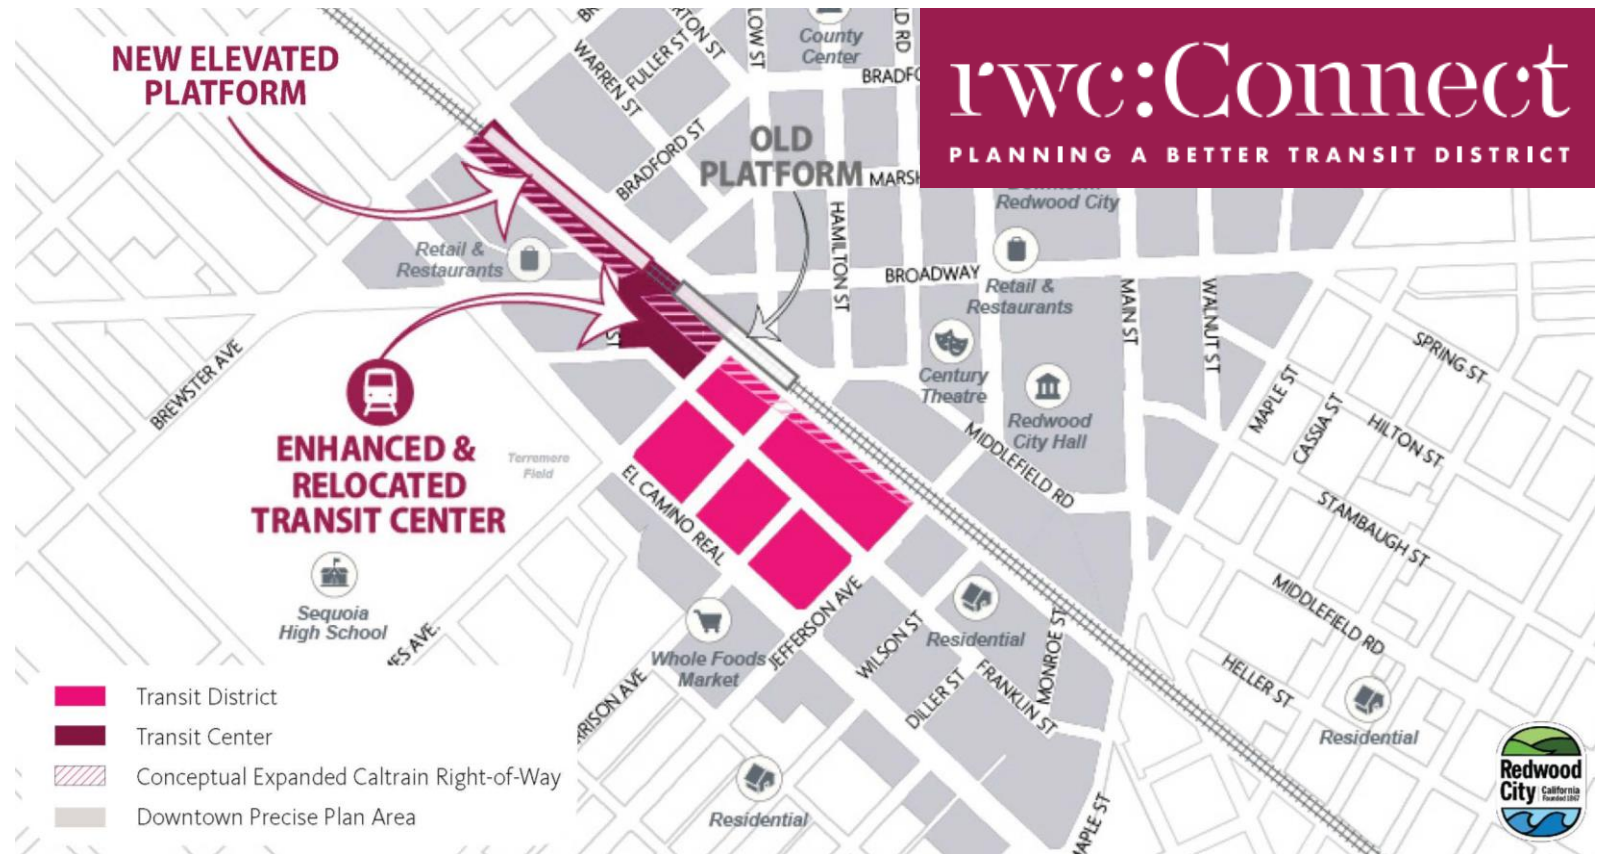 rwc:Connect
PLANNING A BETTER TRANSIT DISTRICT
NEW ELEVATED
PLATFORM
OLD
PLATFORM
County
Center
WARREN ST
FULLER ST
BRADFORD ST
HAMILTON ST
Redwood City
Retail &
Restaurants
BROADWAY
Retail &
Restaurants
MAIN ST
WALNUT ST
BREWSTER AVE
Century
Theatre
Redwood
City Hall
SPRING ST
MAPLE ST
CASSIA ST
HILTON ST
STAMBAUGH ST
MIDDLEFIELD RD
ENHANCED &
RELOCATED
TRANSIT CENTER
Terremere
Field
EL CAMINO REAL
MIDDLEFIELD RD
Sequoia
High School
Whole Foods
Market
JEFFERSON AVE
WILSON ST
Residential
MONROE ST
FRANKLIN ST
DILLER ST
HELLER ST
Residential
Residential
Transit District
Transit Center
Conceptual Expanded Caltrain Right-of-Way
Downtown Precise Plan Area
Redwood
City California
Founded 1867